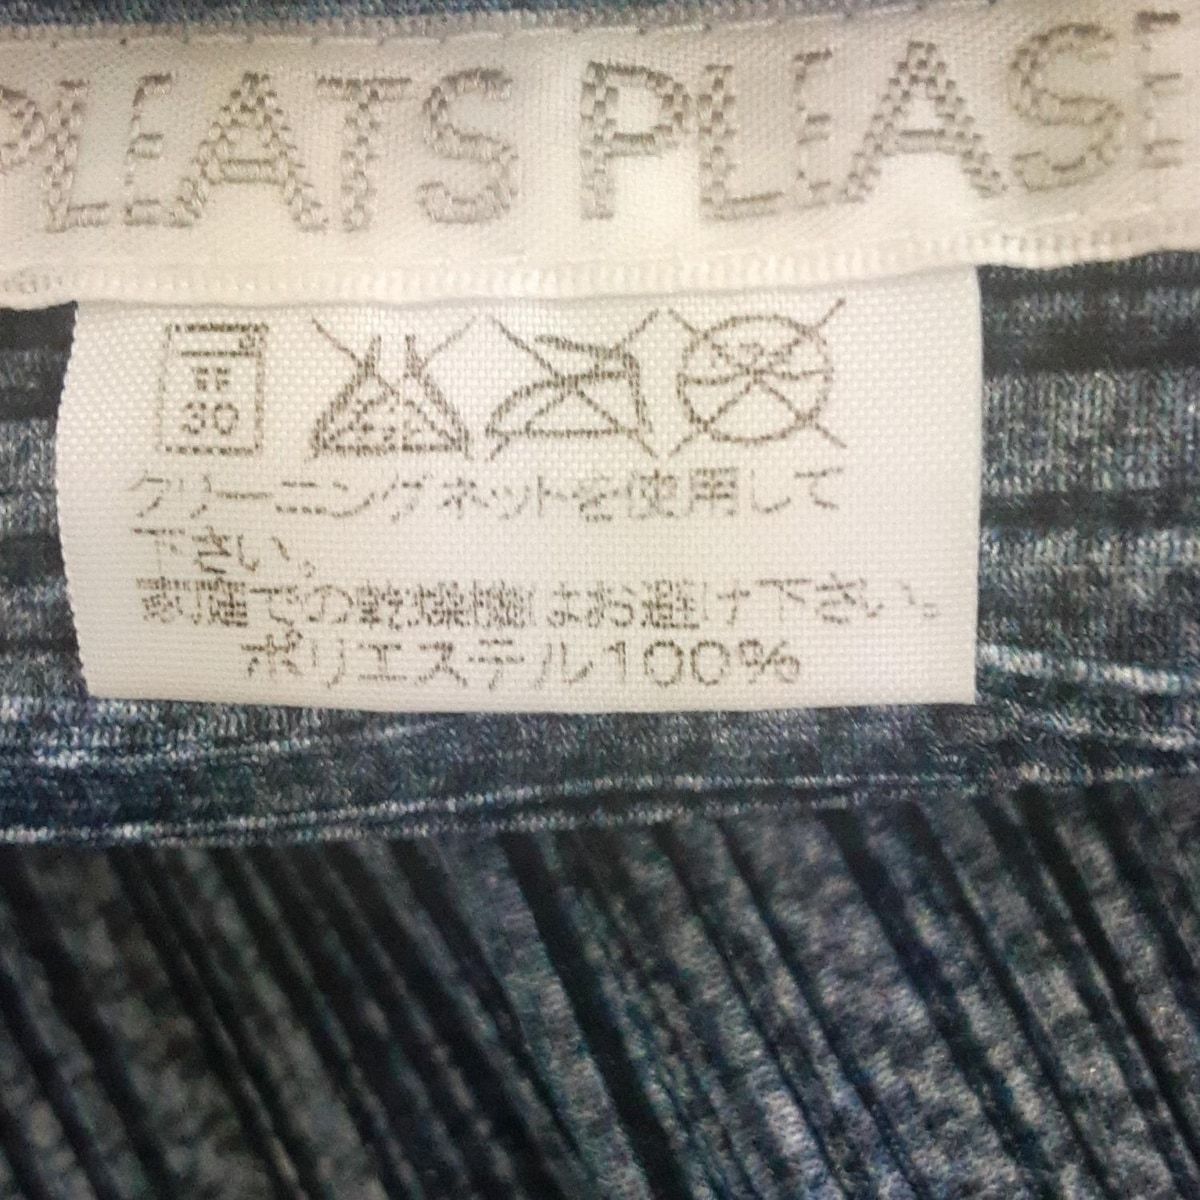 PLEATS PLEASE
30
クリーニングネットを使用して
下さい。
での乾燥機はお避け下さい。
ポリエステル100%